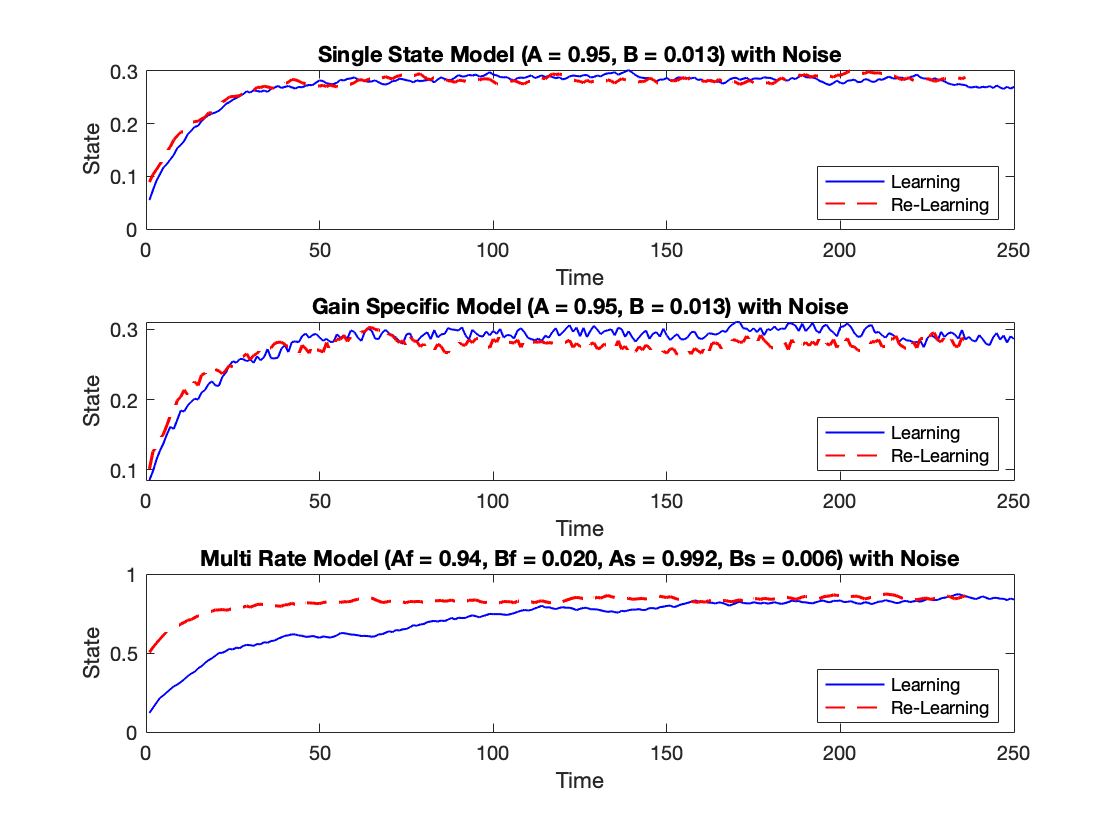 Single State Model (A = 0.95, B = 0.013) with Noise
0.3
0.2
0.1
0
State
0 50 100 150 200 250
Time
Learning
Re-Learning
Gain Specific Model (A = 0.95, B = 0.013) with Noise
0.3
0.2
0.1
State
0 50 100 150 200 250
Time
Learning
Re-Learning
Multi Rate Model (Af = 0.94, Bf = 0.020, As = 0.992, Bs = 0.006) with Noise
1
0.5
0
State
0 50 100 150 200 250
Time
Learning
Re-Learning